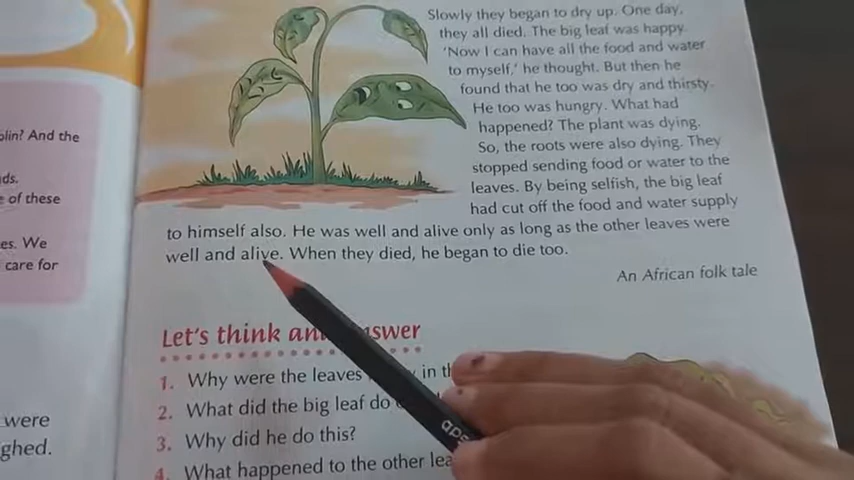 olin? And the
ds.
e of these
es. We
care for
were
ghed.
Slowly they began to dry up. One day,
they all died. The big leaf was happy.
'Now I can have all the food and water
to myself,' he thought. But then he
found that he too was dry and thirsty.
He too was hungry. What had
happened? The plant was dying.
So, the roots were also dying. They
stopped sending food or water to the
leaves. By being selfish, the big leaf
had cut off the food and water supply
to himself also. He was well and alive only as long as the other leaves were
well and alive. When they died, he began to die too.
An African folk tale
Let's think and answer
1. Why were the leaves in
2. What did the big leaf do
3. Why did he do this?
4. What happened to the other
apsara